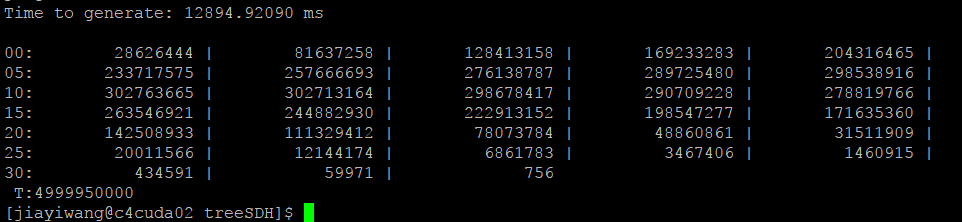 Time to generate: 12894.92090 ms
00: 28626444 | 81637258 | 128413158 | 169233283 | 204316465 |
05: 233717575 | 257666693 | 276138787 | 289725480 | 298538916 |
10: 302763665 | 302713164 | 298678417 | 290709228 | 278819766 |
15: 263546921 | 244882930 | 222913152 | 198547277 | 171635360 |
20: 142508933 | 111329412 | 78073784 | 48860861 | 31511909 |
25: 20011566 | 12144174 | 6861783 | 3467406 | 1460915 |
30: 434591 | 59971 | 756
T:4999950000
[jiayiwang@c4cuda02 treeSDH]$